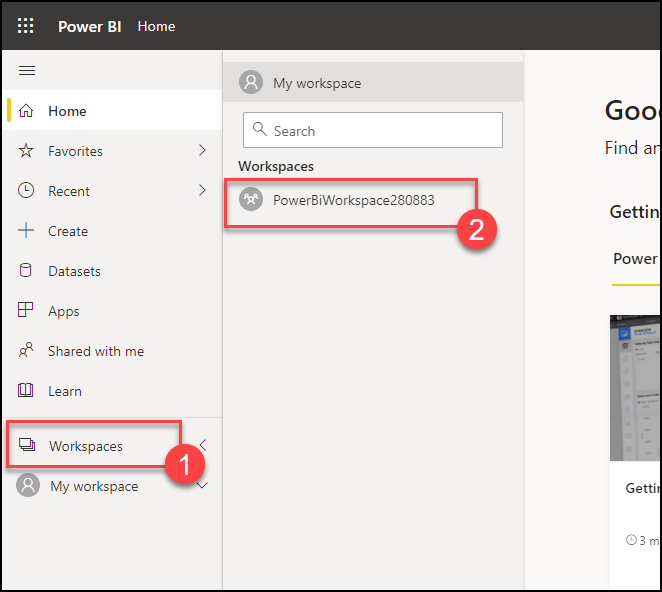 Power BI Home
Home
Favorites
Recent
Create
Datasets
Apps
Shared with me
Learn
Workspaces
1
My workspace
My workspace
Search
Workspaces
PowerBiWorkspace280883
2
Goo
Find an
Gettin
Power
Gettin
3 m